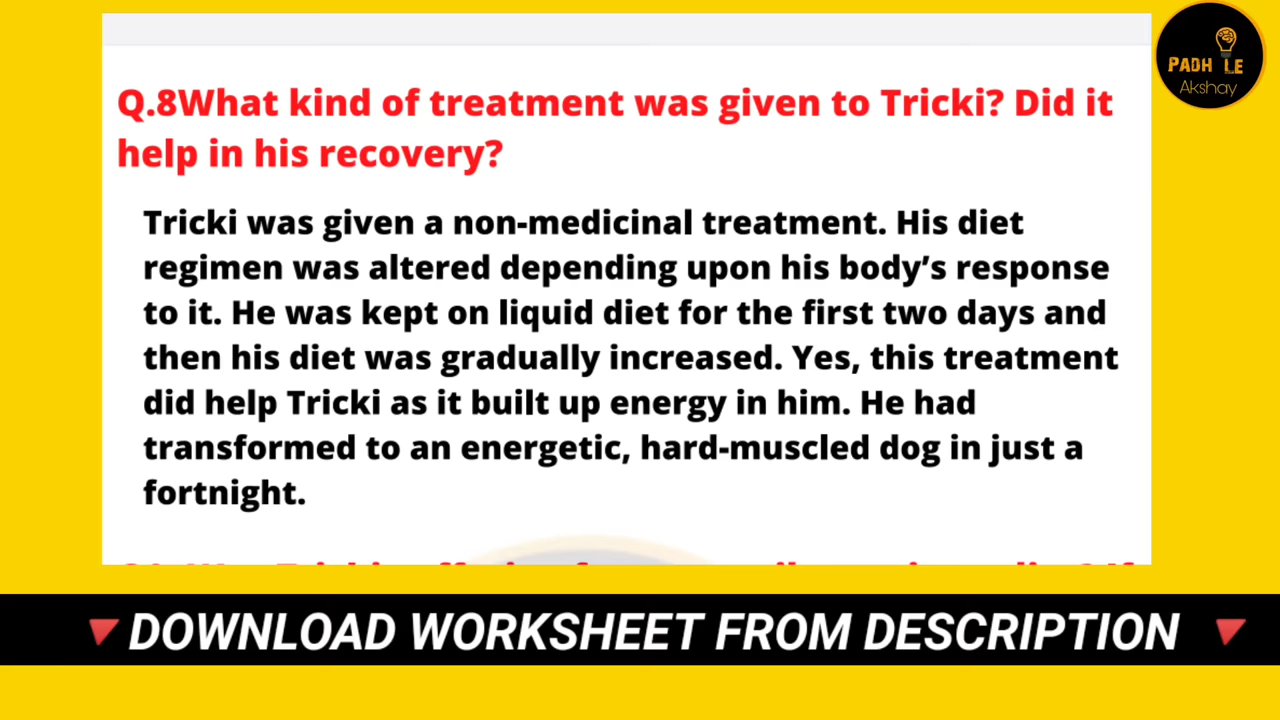 PADH LE
Akshay
Q.8What kind of treatment was given to Tricki? Did it
help in his recovery?
Tricki was given a non-medicinal treatment. His diet
regimen was altered depending upon his body’s response
to it. He was kept on liquid diet for the first two days and
then his diet was gradually increased. Yes, this treatment
did help Tricki as it built up energy in him. He had
transformed to an energetic, hard-muscled dog in just a
fortnight.
DOWNLOAD WORKSHEET FROM DESCRIPTION